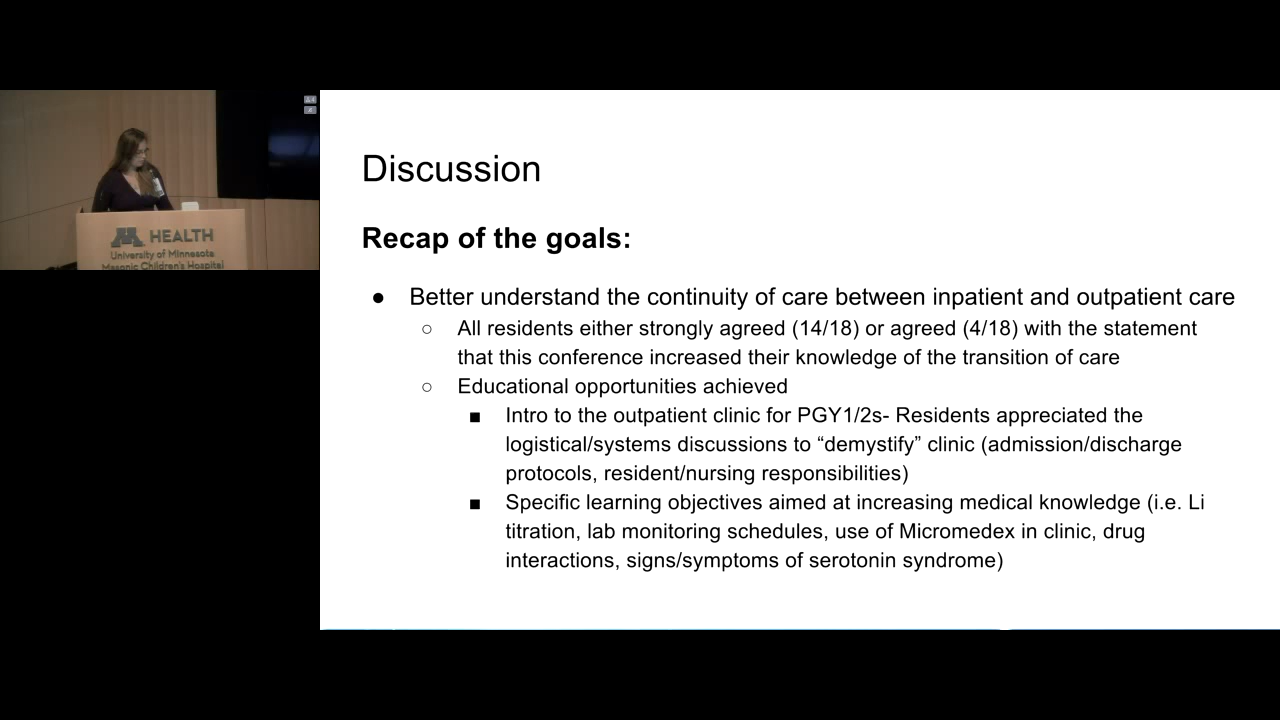 M HEALTH
University of Minnesota
Masonic Children's Hospital
Discussion
Recap of the goals:
● Better understand the continuity of care between inpatient and outpatient care
○ All residents either strongly agreed (14/18) or agreed (4/18) with the statement
that this conference increased their knowledge of the transition of care
○ Educational opportunities achieved
■ Intro to the outpatient clinic for PGY1/2s- Residents appreciated the
logistical/systems discussions to “demystify” clinic (admission/discharge
protocols, resident/nursing responsibilities)
■ Specific learning objectives aimed at increasing medical knowledge (i.e. Li
titration, lab monitoring schedules, use of Micromedex in clinic, drug
interactions, signs/symptoms of serotonin syndrome)